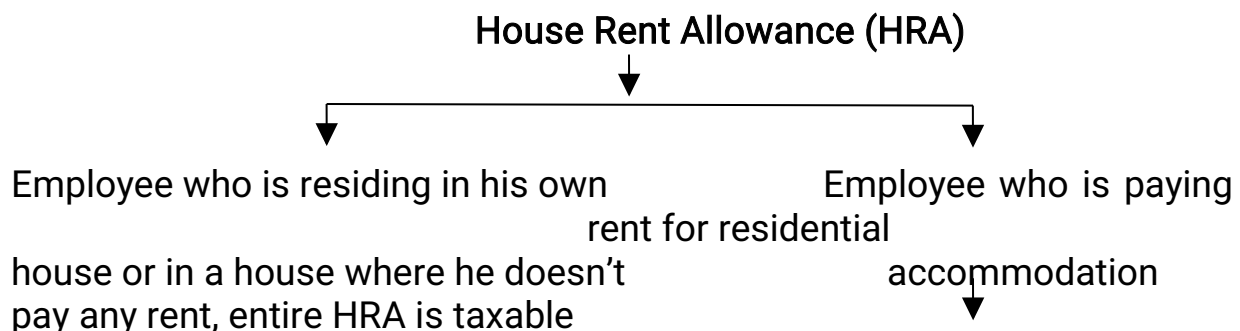 House Rent Allowance (HRA)
Employee who is residing in his own
house or in a house where he doesn’t
pay any rent, entire HRA is taxable
Employee who is paying
rent for residential
accommodation